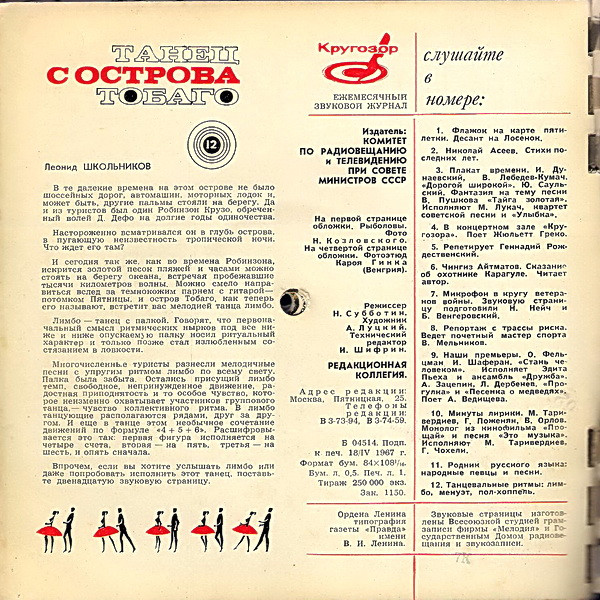 ТАНЕЦ
С ОСТРОВА
ТОБАГО
12
Леонид ШКОЛЬНИКОВ
В те далекие времена на этом острове не было
шоссейных дорог, автомашин, моторных лодок и,
может быть, другие пальмы стояли на берегу. Да
и из туристов был один Робинзон Крузо, обречен-
ный волей Д. Дефо на долгие годы одиночества.
Настороженно всматривался он в глубь острова,
в пугающую неизвестность тропической ночи.
Что ждет его там?
И сегодня так же, как во времена Робинзона,
искрится золотой песок пляжей и часами можно
стоять на берегу океана, встречая пробежавшие
тысячи километров волны. Можно смело напра-
виться вслед за темнокожим парнем с гитарой—
потомком Пятницы, и остров Тобаго, как теперь
его называют, встретит вас мелодией танца лимбо.
Лимбо — танец с палкой. Говорят, что первона-
чальный смысл ритмических нырков под все ни-
же и ниже опускаемую палку носил ритуальный
характер и только позже стал излюбленным со-
стязанием в ловкости.
Многочисленные туристы разнесли мелодичные
песни с упругим ритмом лимбо по всему свету.
Палка была забыта. Остались присущий лимбо
темп, свободное, непринужденное движение, ра-
достная приподнятость и то особое чувство, кото-
рое неизменно охватывает участников группового
танца,— чувство коллективного ритма. В лимбо
танцующие располагаются рядами, друг за дру-
гом. И еще в танце этом необычное сочетание
движений по формуле «4+5+6». Расшифровы-
вается это так: первая фигура исполняется на
четыре счета, вторая — на пять, третья — на
шесть, и опять сначала.
Впрочем, если вы хотите услышать лимбо или
даже попробовать исполнить этот танец, поставь-
те двенадцатую звуковую страницу.
Кругозор
ЕЖЕМЕСЯЧНЫЙ
ЗВУКОВОЙ ЖУРНАЛ
Издатель:
КОМИТЕТ
ПО РАДИОВЕЩАНИЮ
и ТЕЛЕВИДЕНИЮ
ПРИ СОВЕТЕ
МИНИСТРОВ СССР
На первой странице
обложки. Рыболовы.
Фото
Н. Козловского.
На четвертой странице
обложки. Фотоэтюд
Кароя Гинка
(Венгрия).
Режиссер
Н. Субботин.
Художник
А. Луцкий.
Технический
редактор
И. Шифрин.
РЕДАКЦИОННАЯ
КОЛЛЕГИЯ.
Адрес редакции:
Москва, Пятницкая, 25.
Телефоны
редакции:
В 3-73-94, В 3-74-59.
Б 04514. Подп.
к печ. 18/IV 1967 г.
Формат бум. 84×108¹/₁₆.
Бум. л. 0,5. Печ. л. 1.
Тираж 250 000 экз.
Зак. 1150.
Ордена Ленина
типография
газеты «Правда»
имени
В. И. Ленина.
слушайте
в
номере:
1. Флажок на карте пяти-
летки. Десант на Лосенок.
2. Николай Асеев. Стихи по-
следних лет.
3. Плакат времени. И. Ду-
наевский, В. Лебедев-Кумач.
«Дорогой широкой». Ю. Сауль-
ский. Фантазия на тему песни
В. Пушкова «Тайга золотая».
Исполняют М. Лукач, квартет
советской песни и «Улыбка».
4. В концертном зале «Кру-
гозора». Поет Жюльетт Греко.
5. Репетирует Геннадий Рож-
дественский.
6. Чингиз Айтматов. Сказание
об охотнике Карагуле. Читает
автор.
7. Микрофон в кругу ветера-
нов войны. Звуковую страни-
цу подготовили Н. Нейч и
Б. Венгеровский.
8. Репортаж с трассы риска.
Ведет почетный мастер спорта
В. Мельников.
9. Наши премьеры. О. Фель-
цман И. Шаферан. «Стань че-
ловеком». Исполняет Эдита
Пьеха и ансамбль «Дружба».
А. Зацепин, Л. Дербенев. «Про-
гулка» и «Песенка о медведях».
Поет А. Ведищева.
10. Минуты лирики. М. Тари-
вердиев, Г. Поженян, В. Орлов.
Монолог из кинофильма «Про-
щай» и песня «Это музыка».
Исполняют М. Таривердиев и
Г. Чохели.
11. Родник русского языка:
народные певцы и песни.
12. Танцевальные ритмы: лим-
бо, менуэт, пол-хоппель.
Звуковые страницы изготов-
лены Всесоюзной студией грам-
записи фирмы «Мелодия» и Го-
сударственным Домом радиове-
щания и звукозаписи.